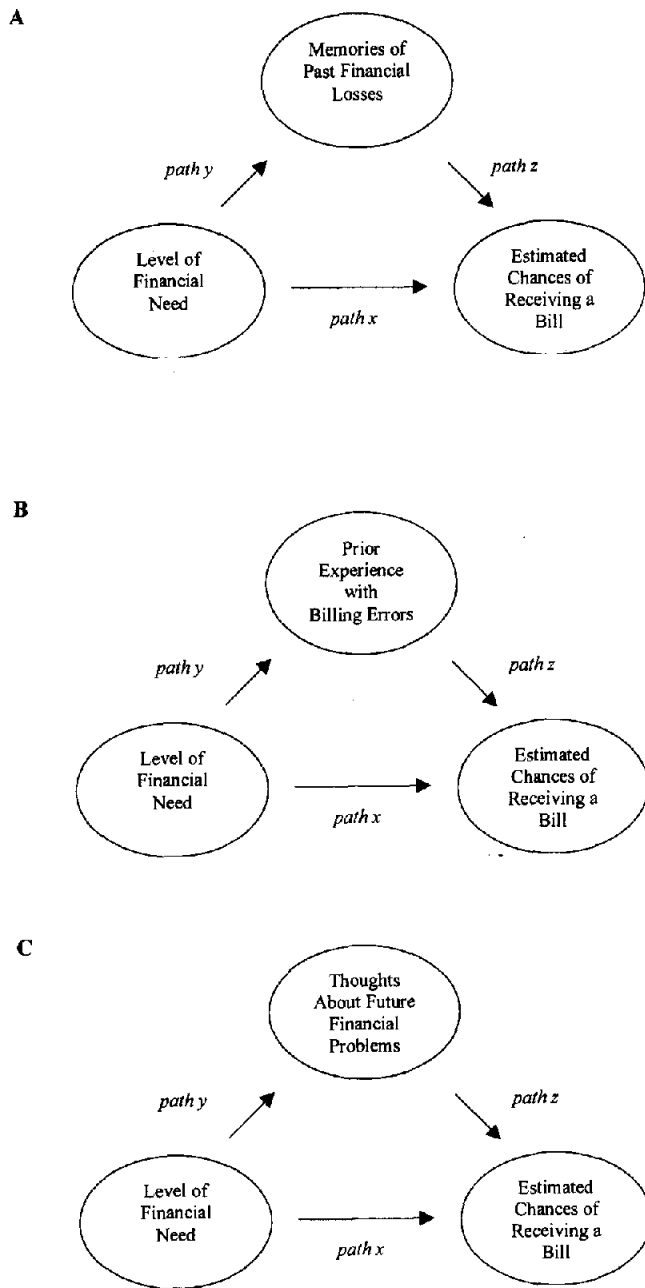 A
Memories of
Past Financial
Losses
path y
path z
Level of
Financial
Need
Estimated
Chances of
Receiving a
Bill
path x
B
Prior
Experience
with
Billing Errors
path y
path z
Level of
Financial
Need
Estimated
Chances of
Receiving a
Bill
path x
C
Thoughts
About Future
Financial
Problems
path y
path z
Level of
Financial
Need
Estimated
Chances of
Receiving a
Bill
path x